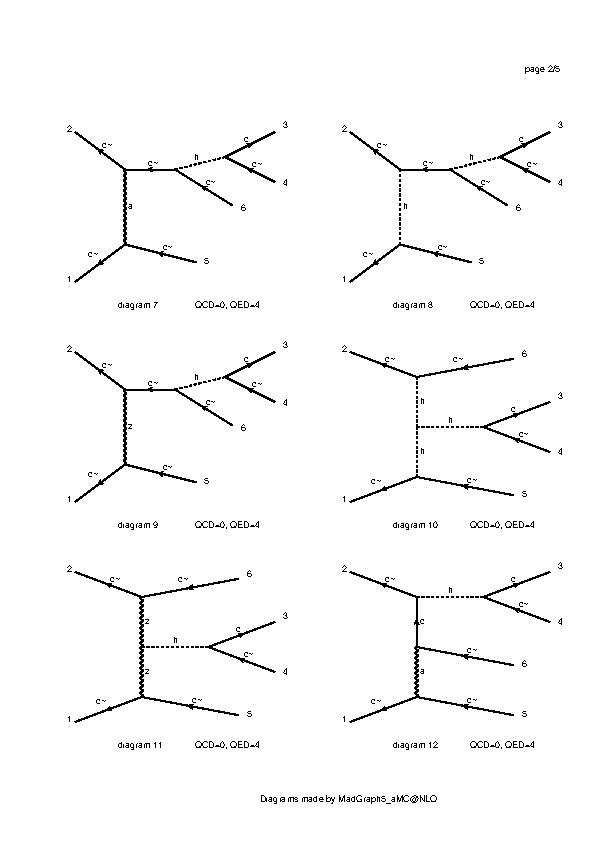 page 2/5
2
c~
c~
h
c
c~
3
4
c~
6
a
c~
c~
5
1
diagram 7 QCD=0, QED=4
2
c~
c~
h
c
c~
3
4
c~
6
h
c~
c~
5
1
diagram 8 QCD=0, QED=4
2
c~
c~
h
c
c~
3
4
c~
6
z
c~
c~
5
1
diagram 9 QCD=0, QED=4
2
c~
c~
6
h
h
c
3
c~
4
h
c~
c~
5
1
diagram 10 QCD=0, QED=4
2
c~
c~
6
z
h
c
3
c~
4
z
c~
c~
5
1
diagram 11 QCD=0, QED=4
2
c~
h
c
3
c~
4
c
c~
6
a
c~
c~
5
1
diagram 12 QCD=0, QED=4
Diagrams made by MadGraph5_aMC@NLO